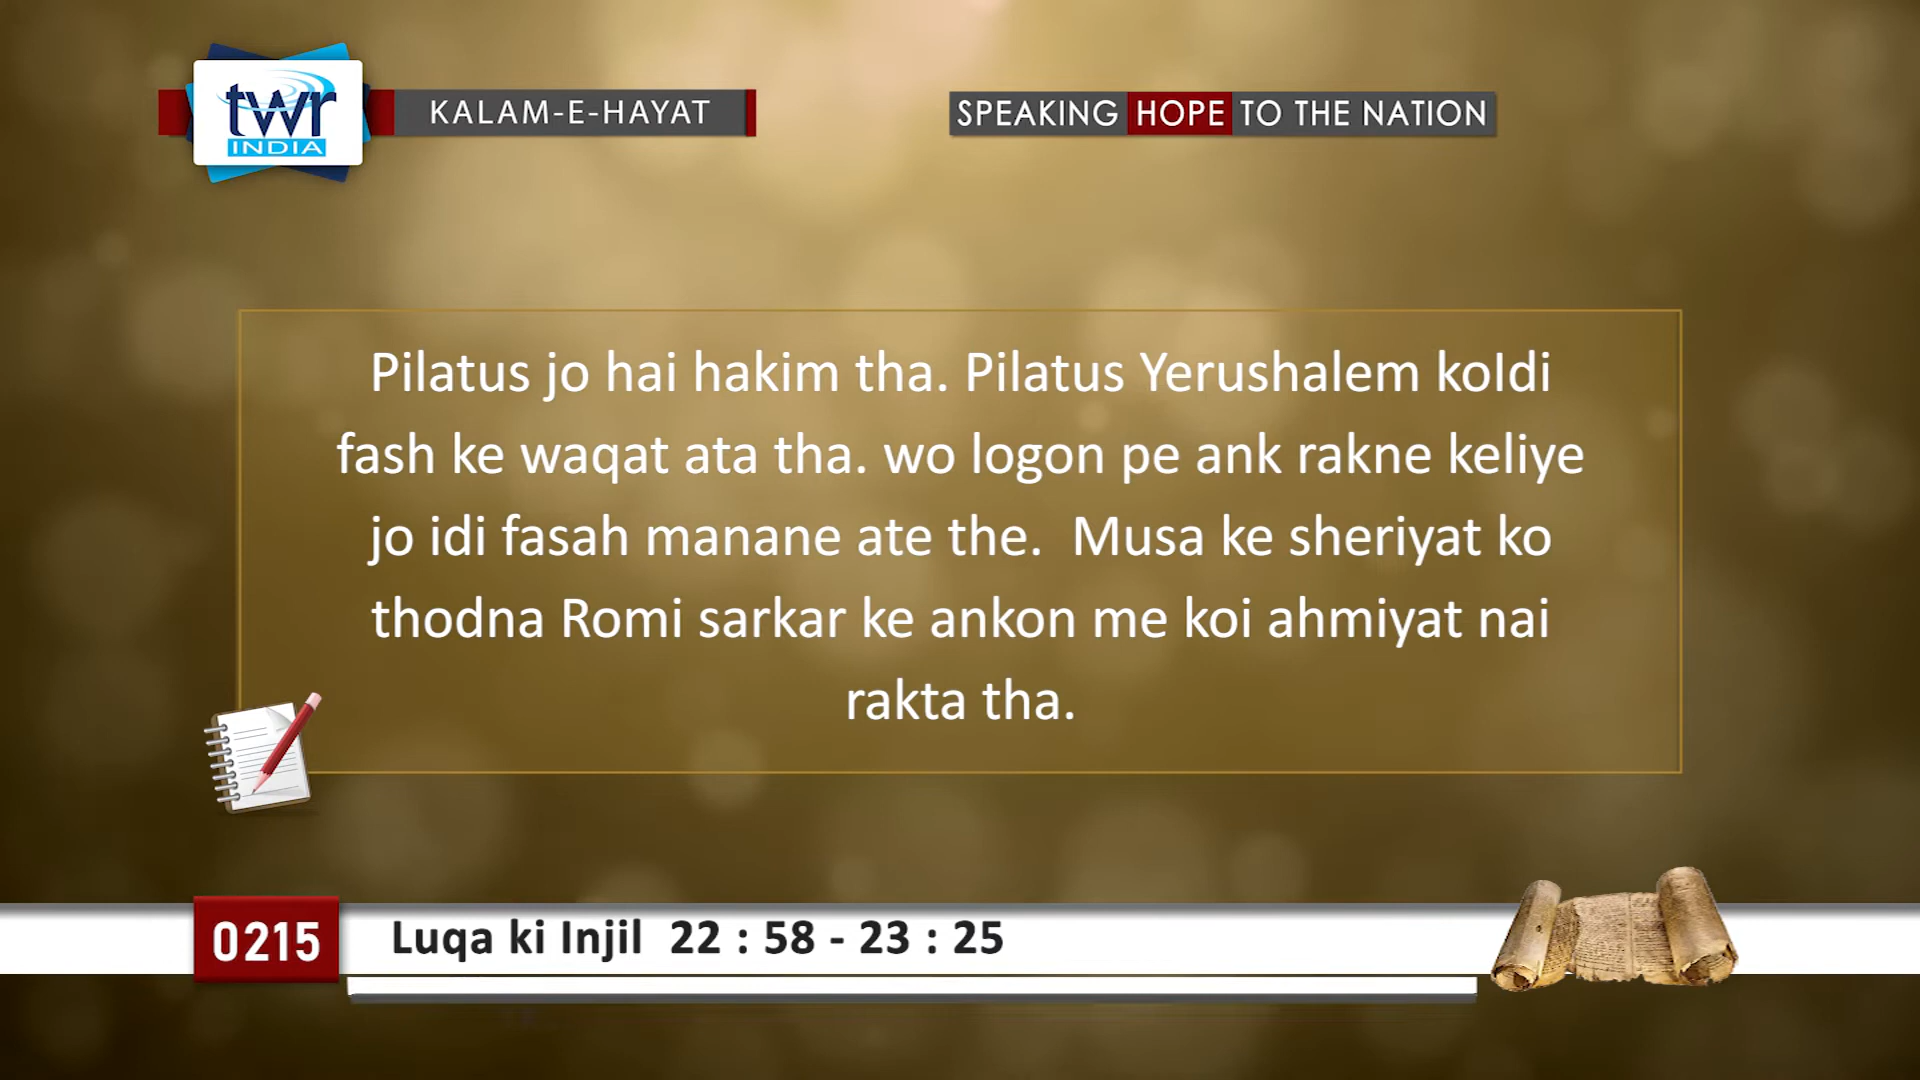 twr
INDIA
KALAM-E-HAYAT
SPEAKING HOPE TO THE NATION
Pilatus jo hai hakim tha. Pilatus Yerushalem koIdi
fash ke waqat ata tha. wo logon pe ank rakne keliye
jo idi fasah manane ate the.  Musa ke sheriyat ko
thodna Romi sarkar ke ankon me koi ahmiyat nai
rakta tha.
0215
Luqa ki Injil  22 : 58 - 23 : 25